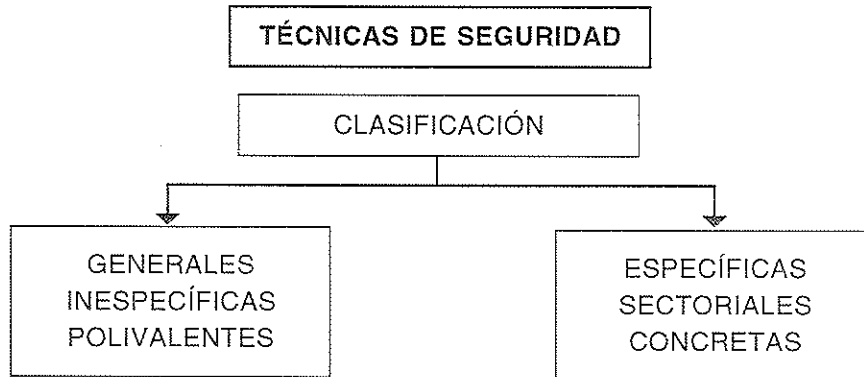 TÉCNICAS DE SEGURIDAD
CLASIFICACIÓN
GENERALES
INESPECÍFICAS
POLIVALENTES
ESPECÍFICAS
SECTORIALES
CONCRETAS